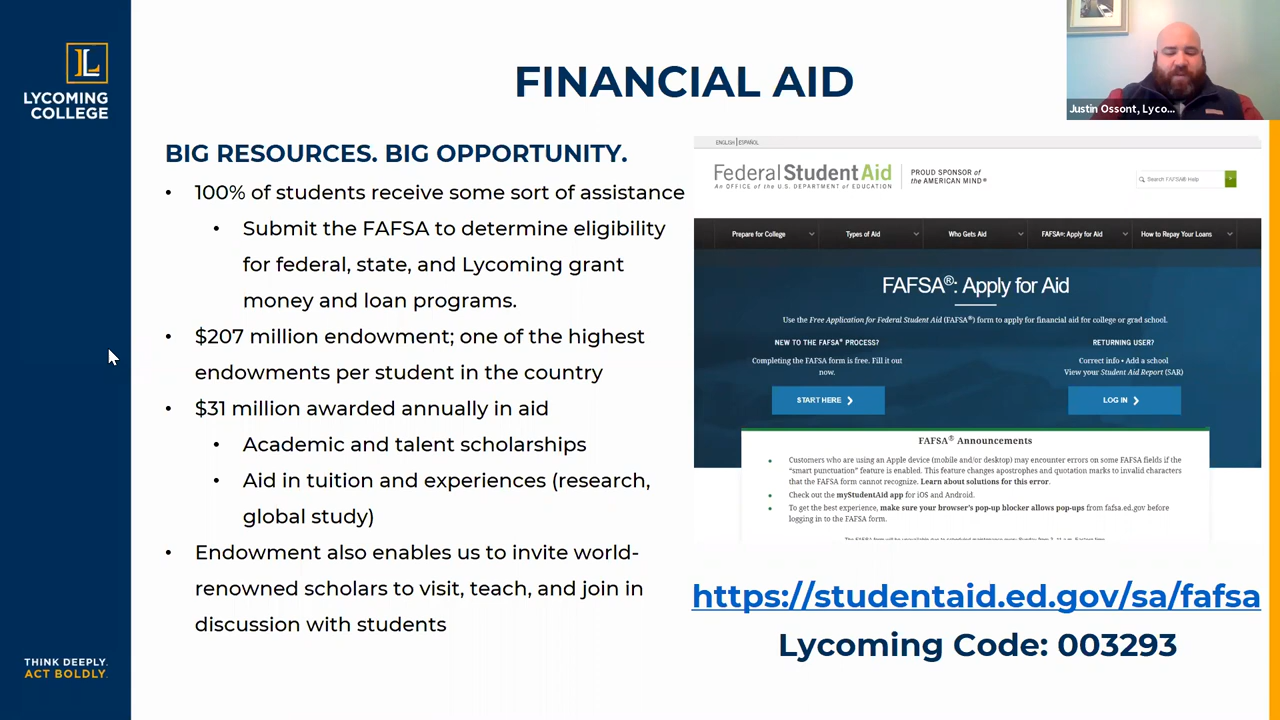 LYCOMING
COLLEGE
FINANCIAL AID
Justin Ossont, Lyco...
BIG RESOURCES. BIG OPPORTUNITY.
• 100% of students receive some sort of assistance
• Submit the FAFSA to determine eligibility
for federal, state, and Lycoming grant
money and loan programs.
• $207 million endowment; one of the highest
endowments per student in the country
• $31 million awarded annually in aid
• Academic and talent scholarships
• Aid in tuition and experiences (research,
global study)
• Endowment also enables us to invite world-
renowned scholars to visit, teach, and join in
discussion with students
THINK DEEPLY.
ACT BOLDLY.
ENGLISH | ESPAÑOL
Federal Student Aid
An OFFICE of the U.S. DEPARTMENT of EDUCATION
PROUD SPONSOR of
the AMERICAN MIND®
Search FAFSA® Help
Prepare for College
Types of Aid
Who Gets Aid
FAFSA®: Apply for Aid
How to Repay Your Loans
FAFSA®: Apply for Aid
Use the Free Application for Federal Student Aid (FAFSA®) form to apply for financial aid for college or grad school.
NEW TO THE FAFSA® PROCESS?
Completing the FAFSA form is free. Fill it out
now.
START HERE
RETURNING USER?
Correct info • Add a school
View your Student Aid Report (SAR)
LOG IN
FAFSA® Announcements
• Customers who are using an Apple device (mobile and/or desktop) may encounter errors on some FAFSA fields if the
“smart punctuation” feature is enabled. This feature changes apostrophes and quotation marks to invalid characters
that the FAFSA form cannot recognize. Learn about solutions for this error.
• Check out the myStudentAid app for iOS and Android.
• To get the best experience, make sure your browser's pop-up blocker allows pop-ups from fafsa.ed.gov before
logging in to the FAFSA form.
https://studentaid.ed.gov/sa/fafsa
Lycoming Code: 003293